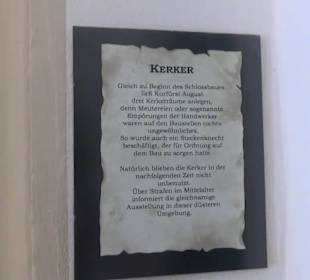 KERKER
Gleich zu Beginn des Schlossbaues
ließ Kurfürst August
drei Kerkerräume anlegen,
denn Meutereien oder sogenannte
Empörungen der Handwerker
waren auf den Baustellen nichts
ungewöhnliches.
So wurde auch ein Steckenknecht
beschäftigt, der für Ordnung auf
dem Bau zu sorgen hatte.
Natürlich blieben die Kerker in der
nachfolgenden Zeit nicht
unbenutzt.
Über Strafen im Mittelalter
informiert die gleichnamige
Ausstellung in dieser düsteren
Umgebung.